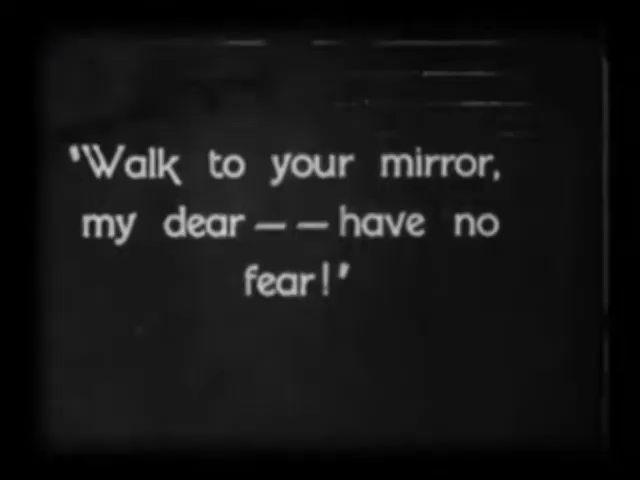 "Walk to your mirror,
my dear — — have no
fear!"